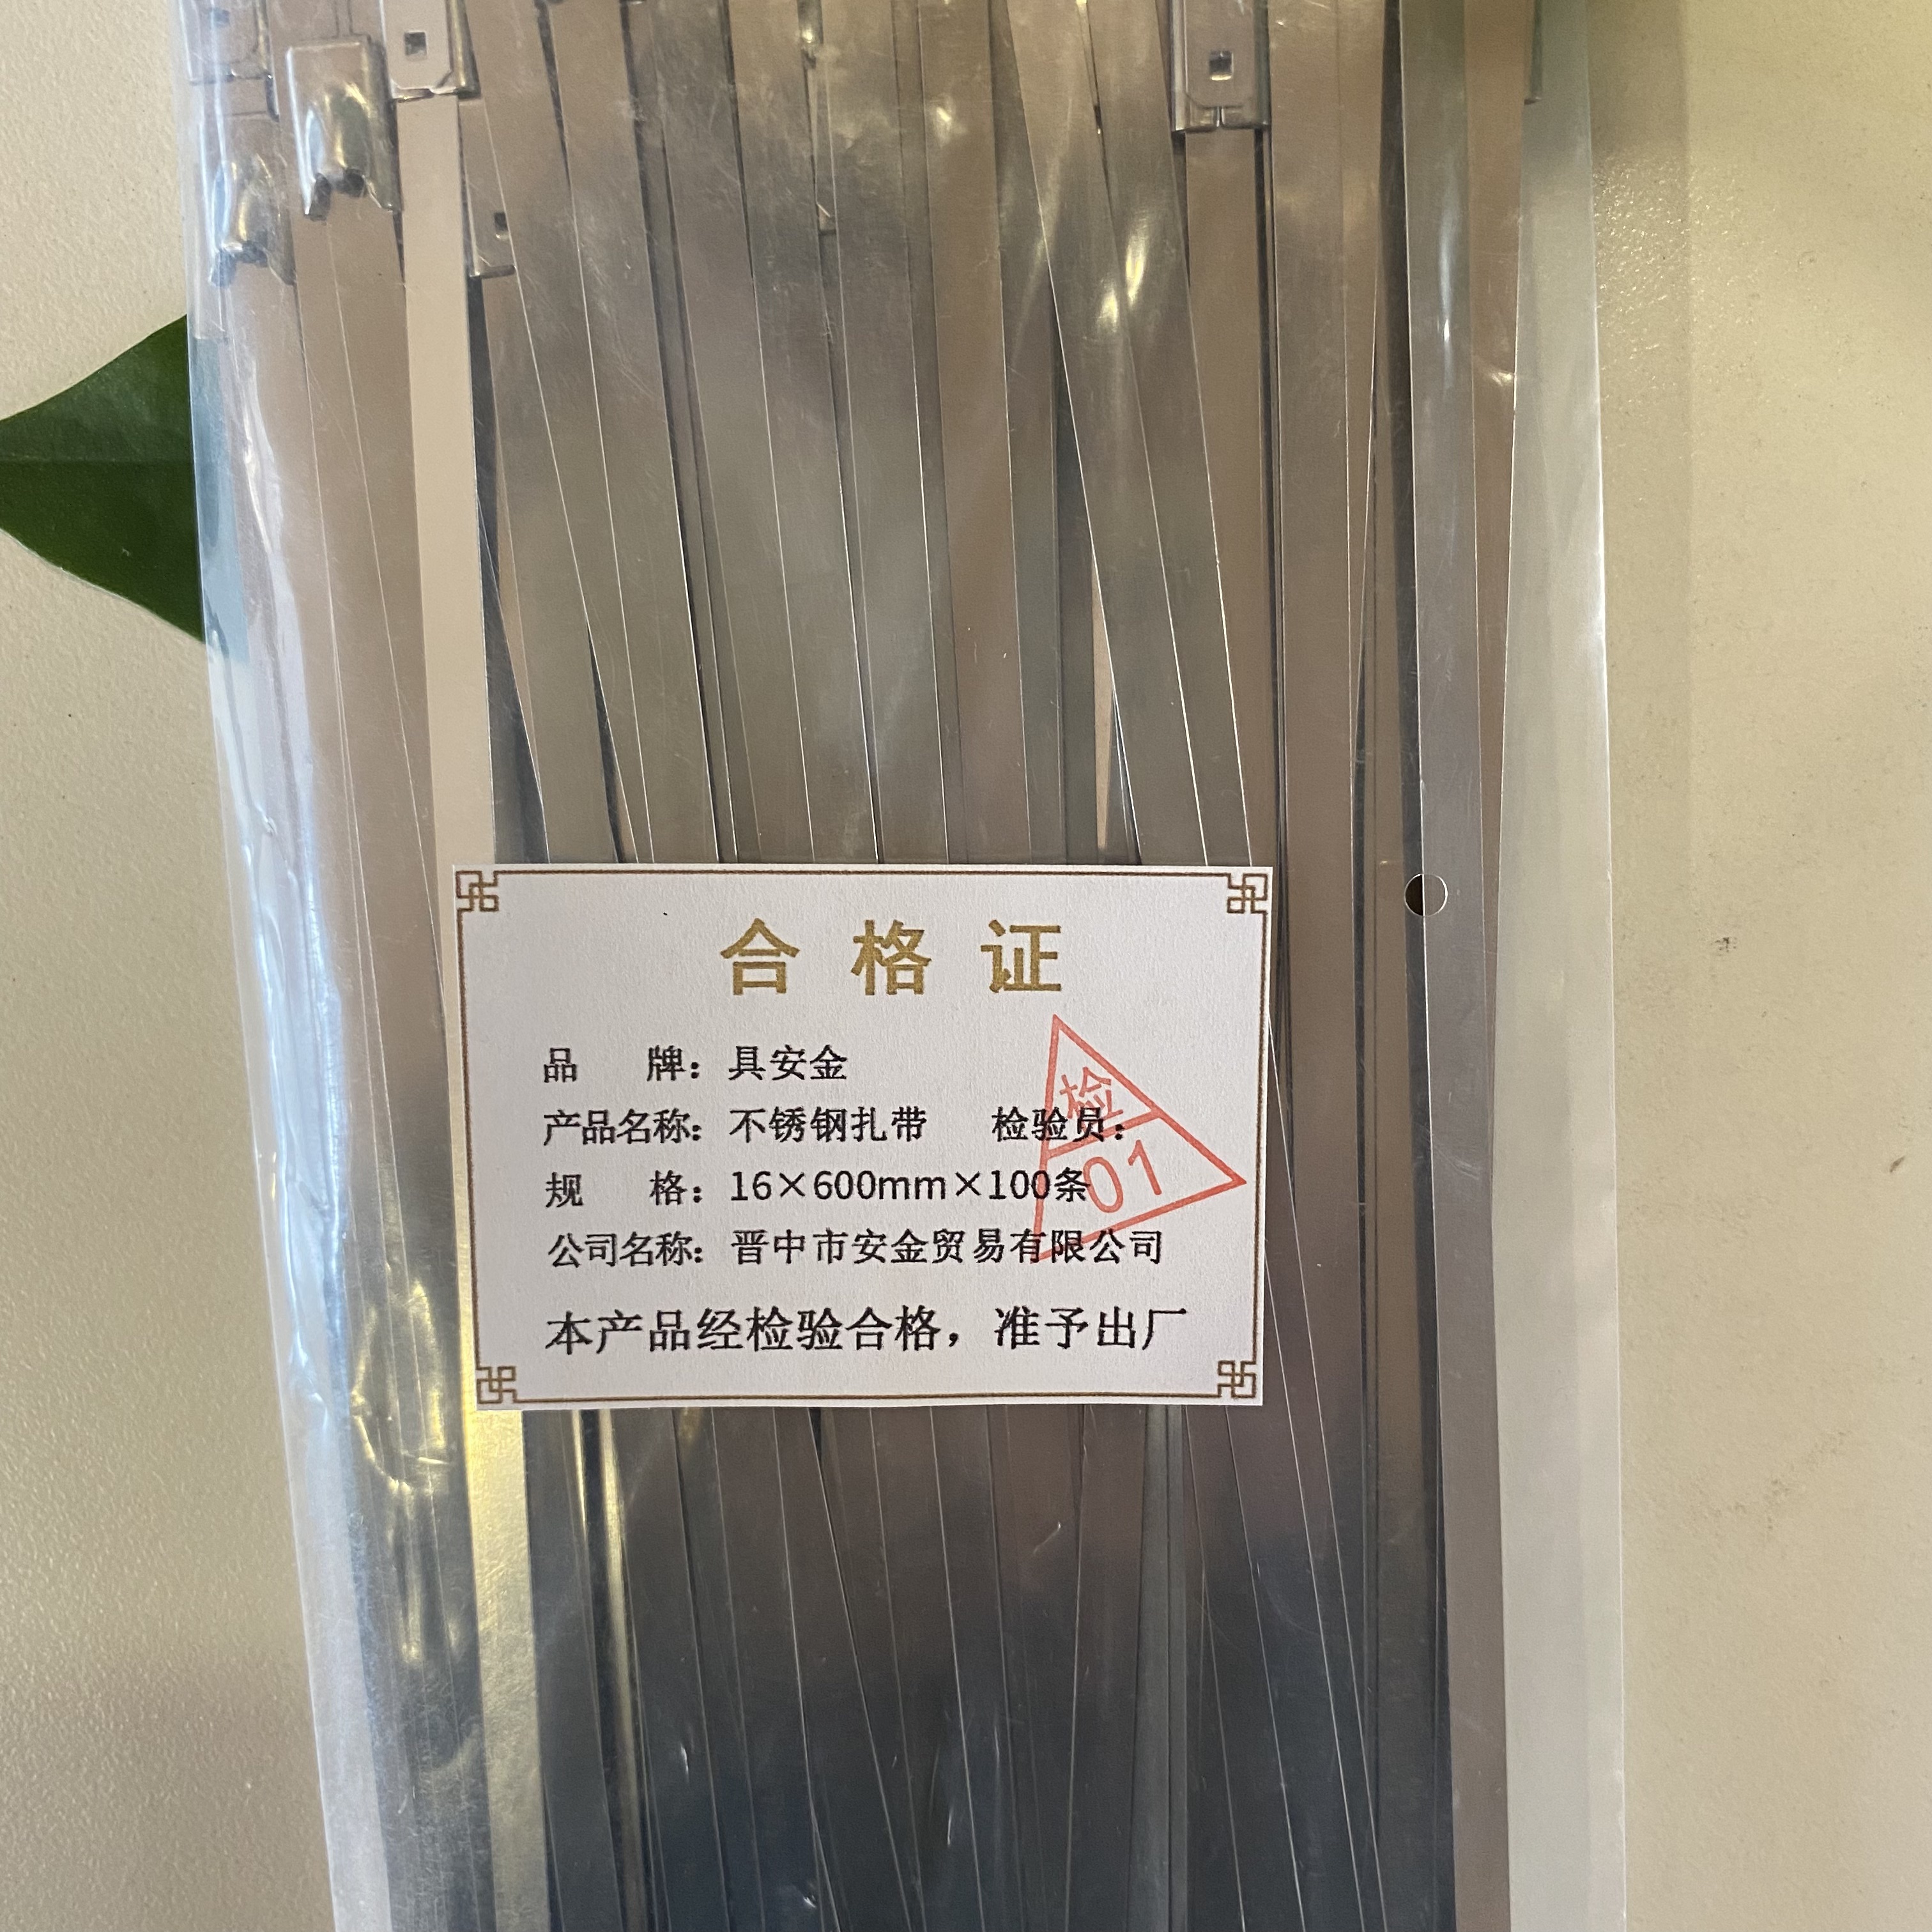 合格证
品 牌：具安金
产品名称：不锈钢扎带 检验员：
规 格：16×600mm×100条
公司名称：晋中市安金贸易有限公司
本产品经检验合格，准予出厂
检
01